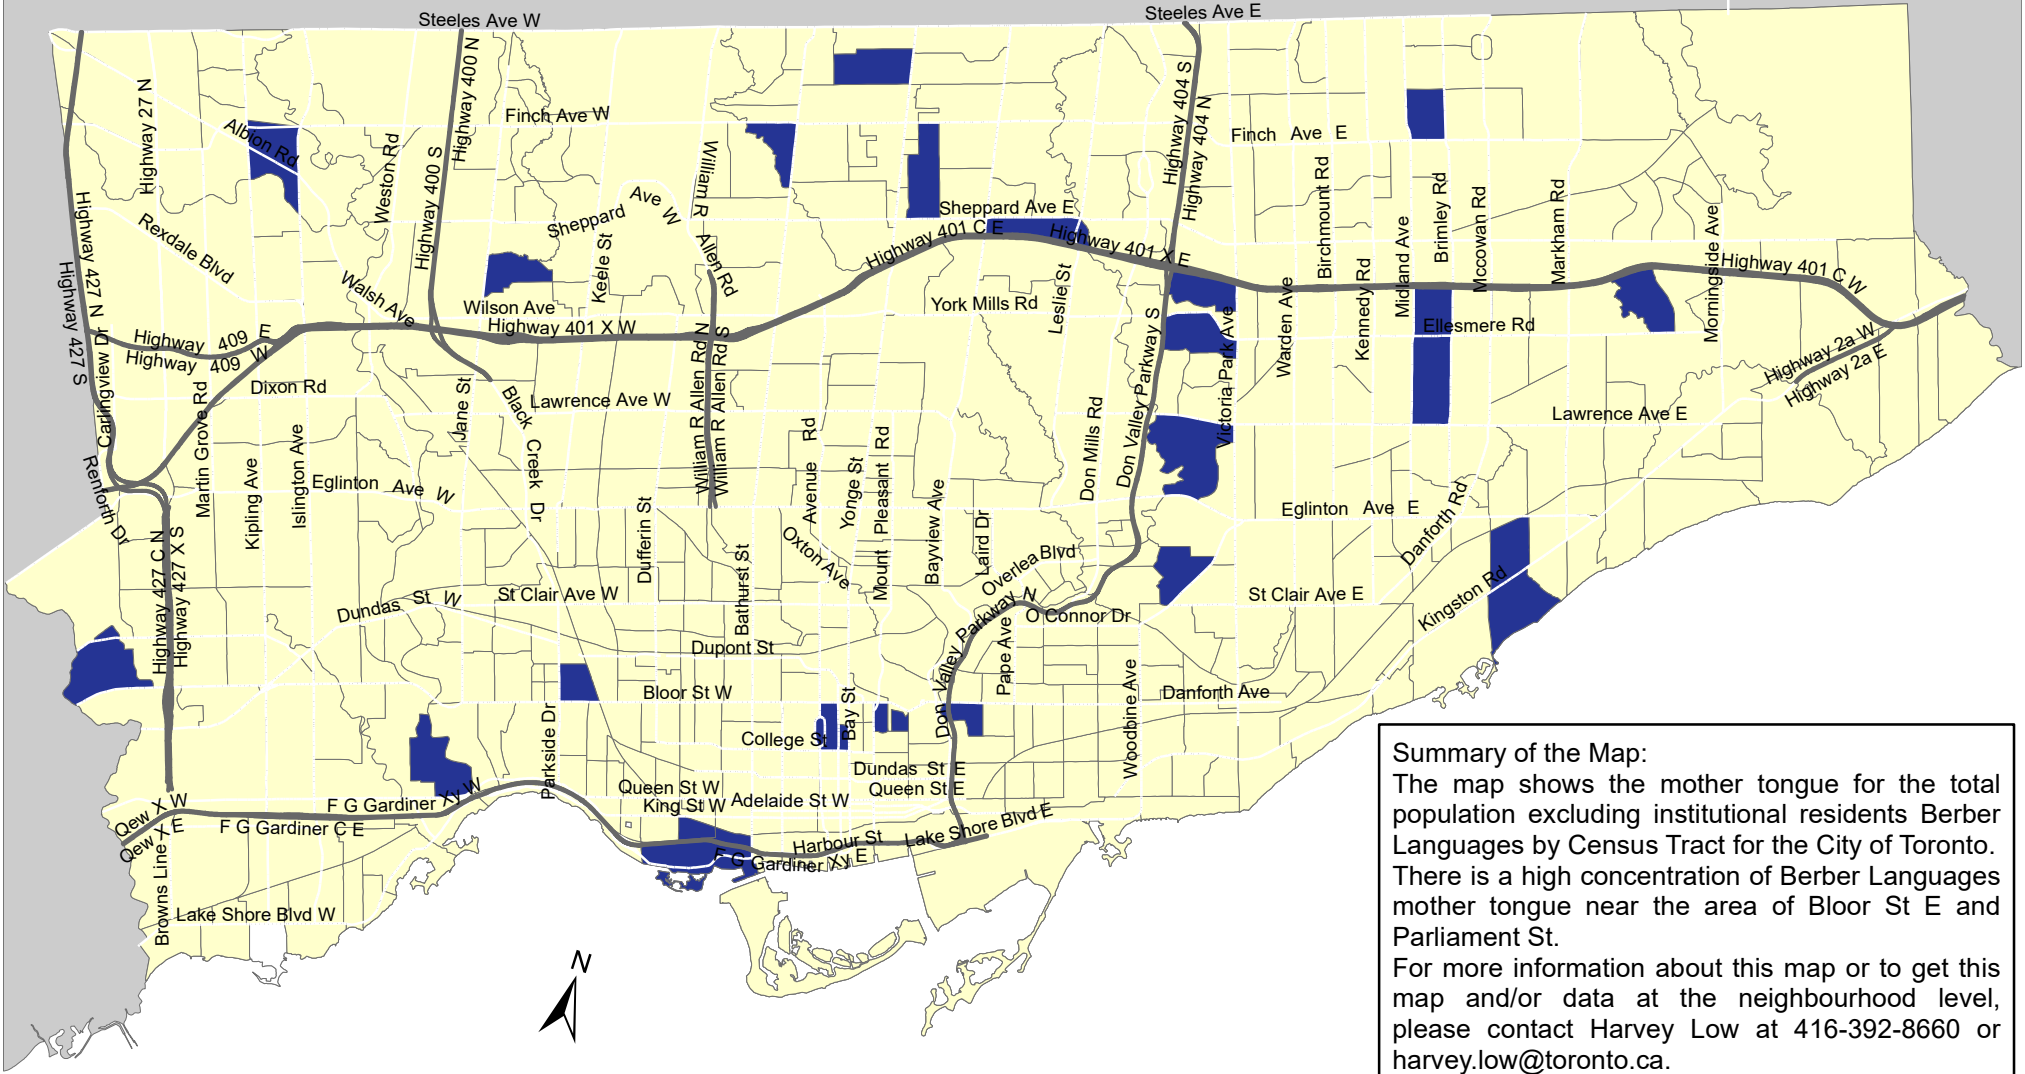 Steeles Ave W
Steeles Ave E
Highway 27 N
Albion Rd
Weston Rd
Highway 400 N
Highway 400 S
Finch Ave W
William R
Allen Rd
Highway 404 S
Highway 404 N
Finch Ave E
Rexdale Blvd
Highway 427 N
Highway 427 S
Walsh Ave
Sheppard Ave W
Keele St
Sheppard Ave E
Highway 401 C E
Highway 401 X E
Leslie St
Birchmount Rd
Midland Ave
Brimley Rd
Mccowan Rd
Markham Rd
Morningside Ave
Highway 401 C W
Highway 409 E
Highway 409 W
Wilson Ave
Highway 401 X W
York Mills Rd
Warden Ave
Kennedy Rd
Ellesmere Rd
Highway 2a W
Highway 2a E
Carlingview Dr
Martin Grove Rd
Dixon Rd
Jane St
Black Creek Dr
Lawrence Ave W
William R Allen Rd N
William R Allen Rd S
Don Mills Rd
Don Valley Parkway S
Victoria Park Ave
Lawrence Ave E
Renforth Dr
Kipling Ave
Islington Ave
Eglinton Ave W
Dufferin St
Avenue Rd
Yonge St
Mount Pleasant Rd
Bayview Ave
Laird Dr
Eglinton Ave E
Danforth Rd
Highway 427 C N
Highway 427 X S
Oxton Ave
Overlea Blvd
Dundas St W
St Clair Ave W
Bathurst St
Don Valley Parkway N
O Connor Dr
St Clair Ave E
Kingston Rd
Dupont St
Pape Ave
Woodbine Ave
Bloor St W
Danforth Ave
Parkside Dr
Bay St
College St
Dundas St E
Queen St W
Queen St E
King St W
Adelaide St W
Qew X W
Qew X E
F G Gardiner Xy W
F G Gardiner C E
Harbour St
Lake Shore Blvd E
F G Gardiner Xy E
Browns Line
Lake Shore Blvd W
N
Summary of the Map:
The map shows the mother tongue for the total
population excluding institutional residents Berber
Languages by Census Tract for the City of Toronto.
There is a high concentration of Berber Languages
mother tongue near the area of Bloor St E and
Parliament St.
For more information about this map or to get this
map and/or data at the neighbourhood level,
please contact Harvey Low at 416-392-8660 or
harvey.low@toronto.ca.